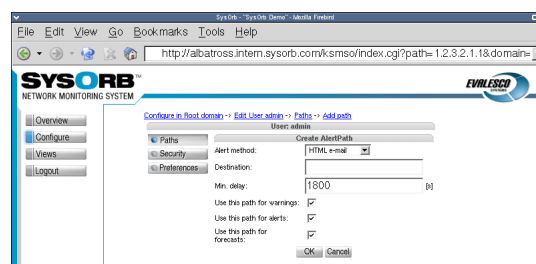 SysOrb - "SysOrb Demo" - Mozilla Firebird
File Edit View Go Bookmarks Tools Help
http://albatross.intern.sysorb.com/ksmso/index.cgi?path=1.2.3.2.1.1&domain=
SYSORB™
NETWORK MONITORING SYSTEM
EVALESCO
SYSTEMS
Overview
Configure
Views
Logout
Configure in Root domain -> Edit User admin -> Paths -> Add path
User: admin
Paths
Security
Preferences
Create AlertPath
Alert method: HTML e-mail
Destination:
Min. delay: 1800 [s]
Use this path for warnings:
Use this path for alerts:
Use this path for
forecasts:
OK Cancel